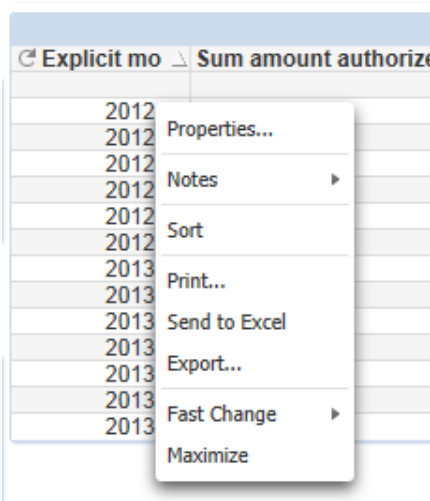 Explicit mo Sum amount authorize
2012
2012
2012
2012
2012
2012
2013
2013
2013
2013
2013
2013
2013
Properties...
Notes
Sort
Print...
Send to Excel
Export...
Fast Change
Maximize